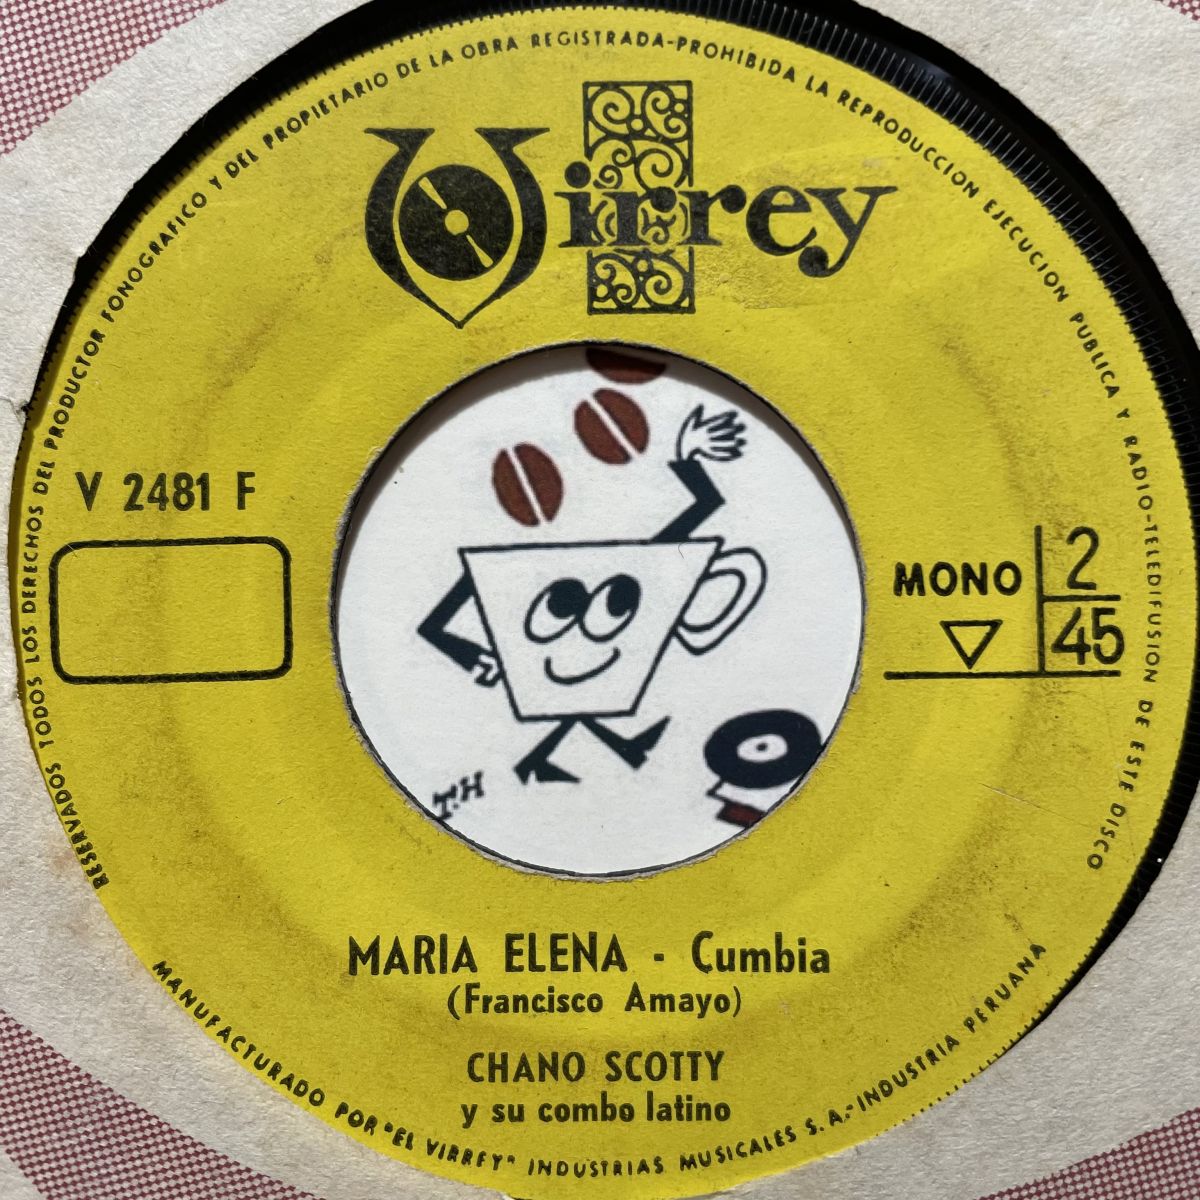 RESERVADOS TODOS LOS DERECHOS DEL PRODUCTOR FONOGRAFICO Y DEL PROPIETARIO DE LA OBRA REGISTRADA-PROHIBIDA LA REPRODUCCION EJECUCION PUBLICA Y RADIO-TELEDIFUSION DE ESTE DISCO
Virrey
V 2481 F
MONO 2
45
T.H
MARIA ELENA - Cumbia
(Francisco Amayo)
CHANO SCOTTY
y su combo latino
MANUFACTURADO POR "EL VIRREY" INDUSTRIAS MUSICALES S. A.-INDUSTRIA PERUANA